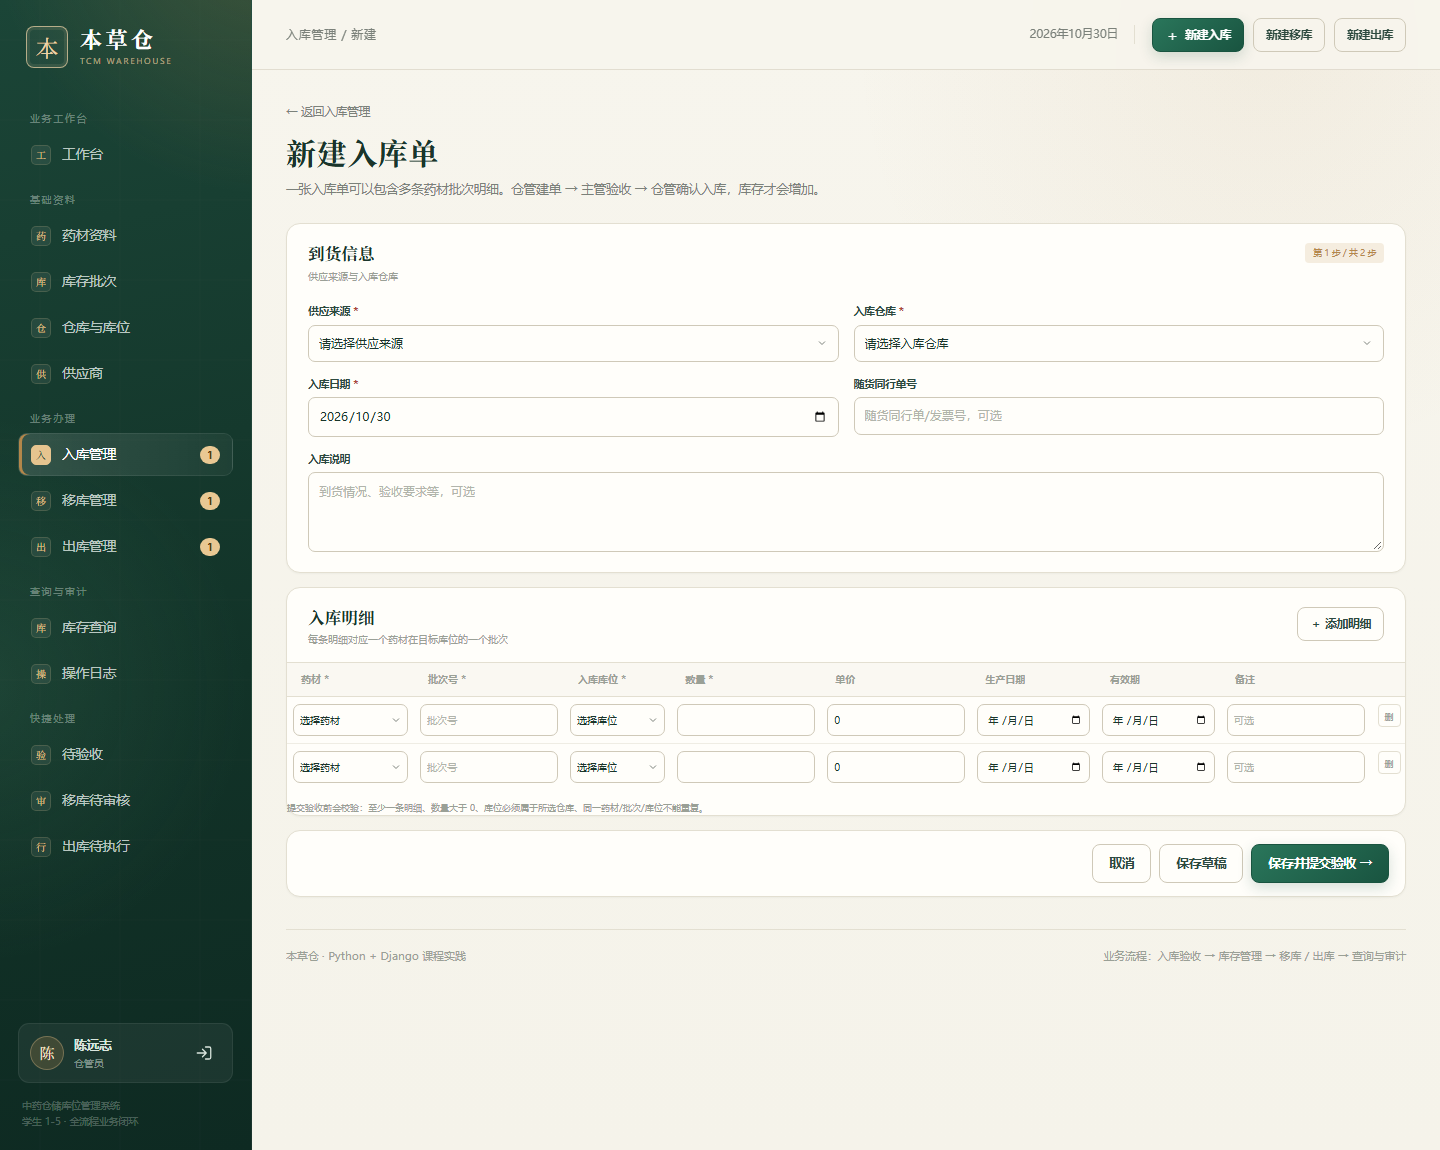 本
本草仓
TCM WAREHOUSE
业务工作台
工 工作台
基础资料
药 药材资料
库 库存批次
仓 仓库与库位
供 供应商
业务办理
入 入库管理 1
移 移库管理 1
出 出库管理 1
查询与审计
库 库存查询
操 操作日志
快捷处理
验 待验收
审 移库待审核
行 出库待执行
陈 陈远志
仓管员
中药仓储库位管理系统
学生 1-5 · 全流程业务闭环
入库管理 / 新建
2026年10月30日
+ 新建入库
新建移库
新建出库
← 返回入库管理
新建入库单
一张入库单可以包含多条药材批次明细。仓管建单 → 主管验收 → 仓管确认入库，库存才会增加。
到货信息
供应来源与入库仓库
第 1 步 / 共 2 步
供应来源 * 入库仓库 *
请选择供应来源 请选择入库仓库
入库日期 * 随货同行单号
2026/10/30 随货同行单/发票号，可选
入库说明
到货情况、验收要求等，可选
入库明细
每条明细对应一个药材在目标库位的一个批次
+ 添加明细
药材 * 批次号 * 入库库位 * 数量 * 单价 生产日期 有效期 备注
选择药材 批次号 选择库位 0 年 /月/日 年 /月/日 可选 删
选择药材 批次号 选择库位 0 年 /月/日 年 /月/日 可选 删
提交验收前会校验：至少一条明细、数量大于 0、库位必须属于所选仓库、同一药材/批次/库位不能重复。
取消 保存草稿 保存并提交验收 →
本草仓 · Python + Django 课程实践
业务流程：入库验收 → 库存管理 → 移库 / 出库 → 查询与审计